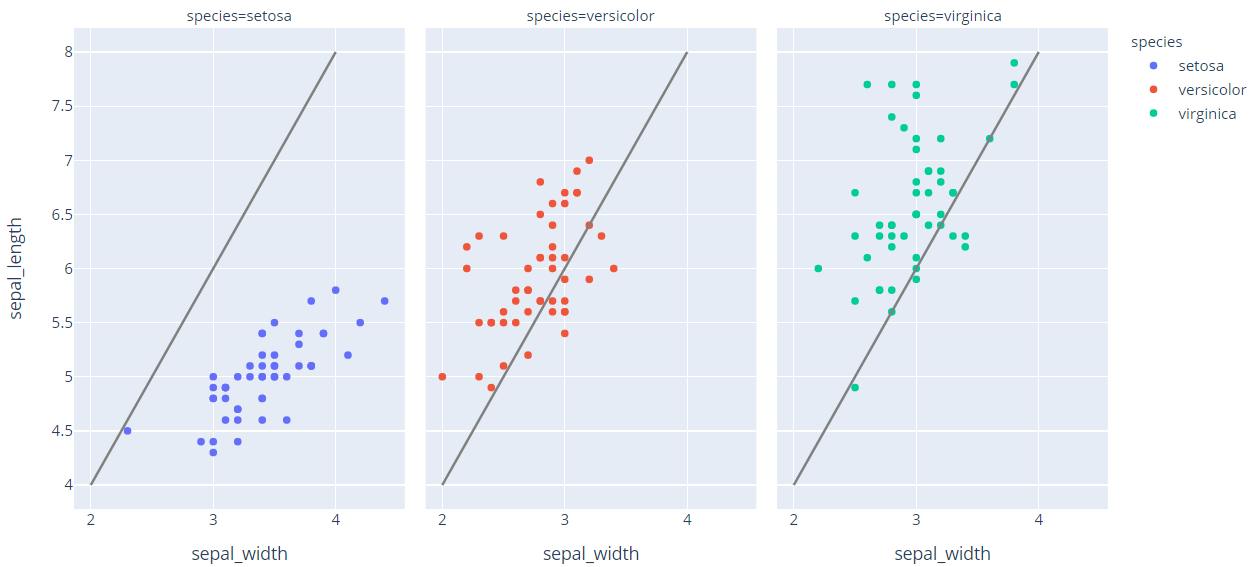 species=setosa
species=versicolor
species=virginica
species
setosa
versicolor
virginica
sepal_length
8
7.5
7
6.5
6
5.5
5
4.5
4
2 3 4
2 3 4
2 3 4
sepal_width
sepal_width
sepal_width